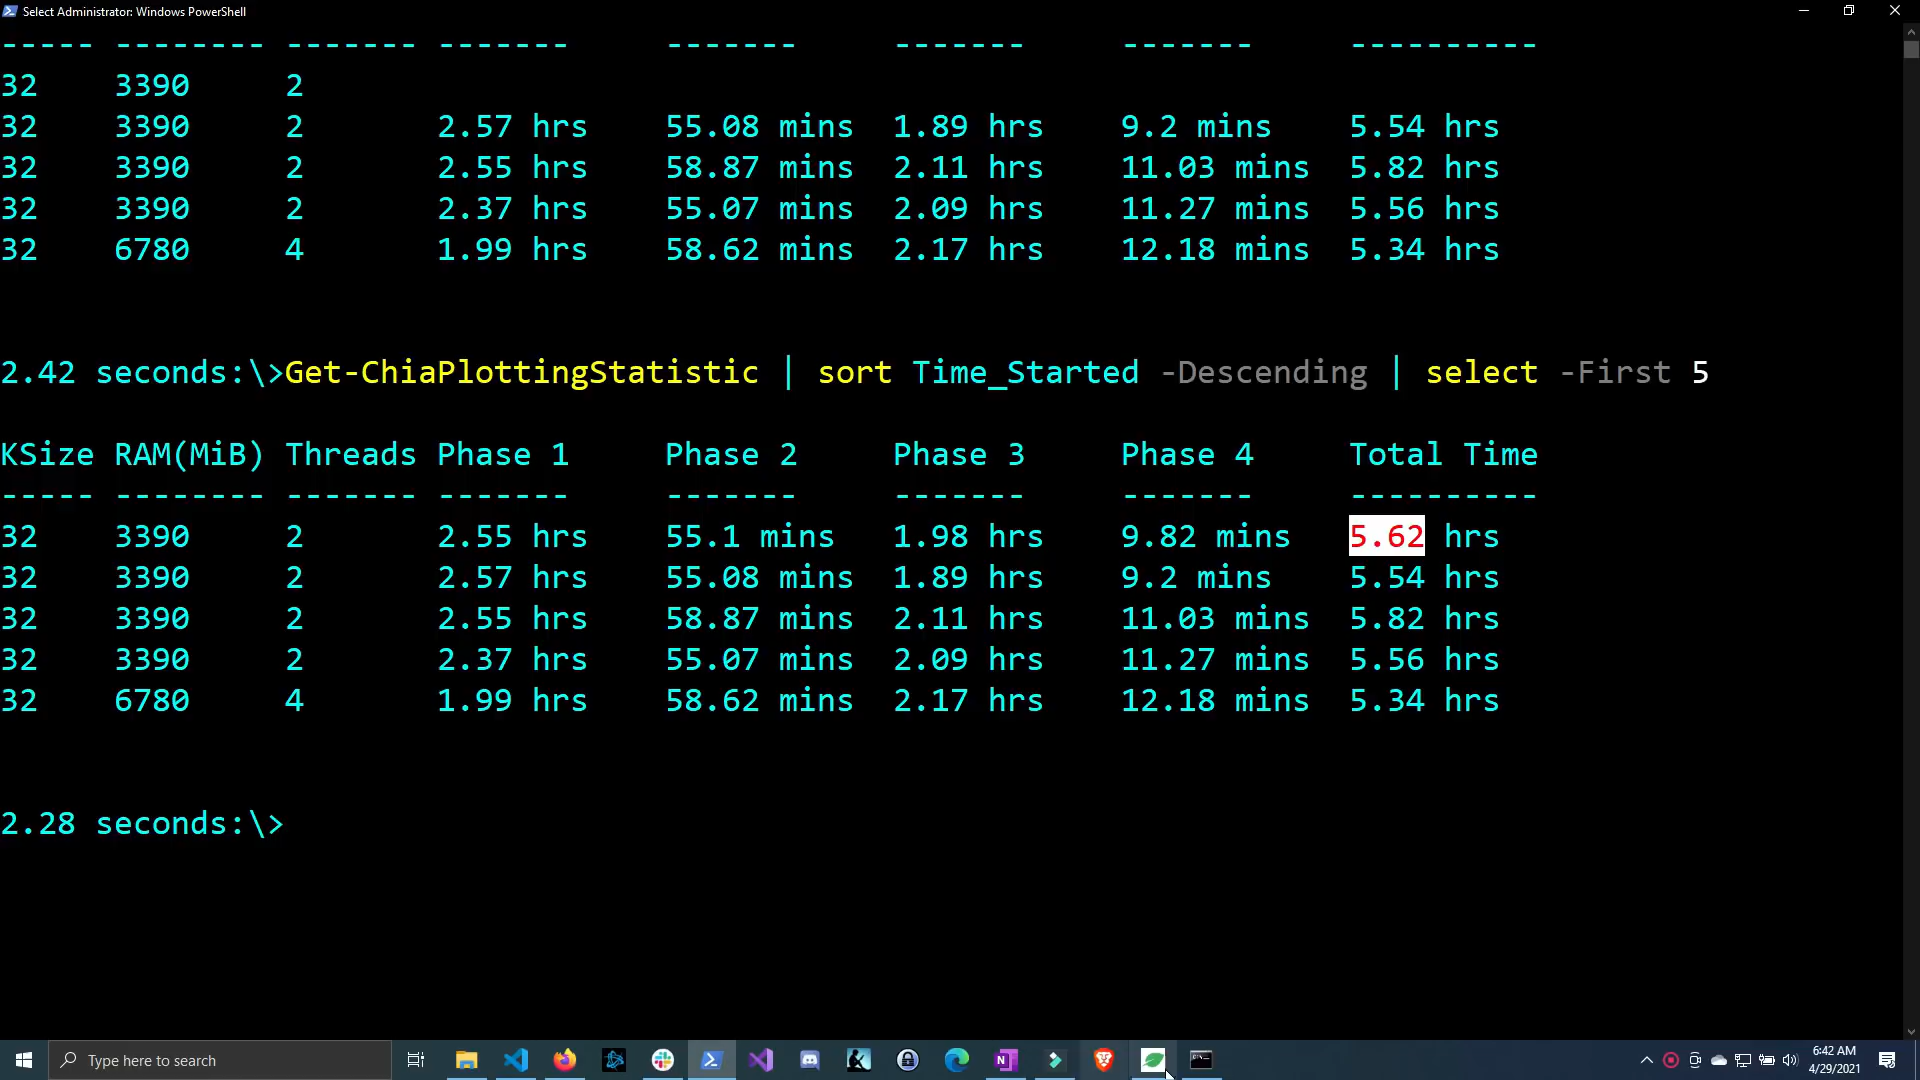 Select Administrator: Windows PowerShell
----- -------- ------- ------- ------- ------- ------- ----------
32 3390 2
32 3390 2 2.57 hrs 55.08 mins 1.89 hrs 9.2 mins 5.54 hrs
32 3390 2 2.55 hrs 58.87 mins 2.11 hrs 11.03 mins 5.82 hrs
32 3390 2 2.37 hrs 55.07 mins 2.09 hrs 11.27 mins 5.56 hrs
32 6780 4 1.99 hrs 58.62 mins 2.17 hrs 12.18 mins 5.34 hrs
2.42 seconds:\>Get-ChiaPlottingStatistic | sort Time_Started -Descending | select -First 5
KSize RAM(MiB) Threads Phase 1 Phase 2 Phase 3 Phase 4 Total Time
----- -------- ------- ------- ------- ------- ------- ----------
32 3390 2 2.55 hrs 55.1 mins 1.98 hrs 9.82 mins 5.62 hrs
32 3390 2 2.57 hrs 55.08 mins 1.89 hrs 9.2 mins 5.54 hrs
32 3390 2 2.55 hrs 58.87 mins 2.11 hrs 11.03 mins 5.82 hrs
32 3390 2 2.37 hrs 55.07 mins 2.09 hrs 11.27 mins 5.56 hrs
32 6780 4 1.99 hrs 58.62 mins 2.17 hrs 12.18 mins 5.34 hrs
2.28 seconds:\>
Type here to search
6:42 AM
4/29/2021